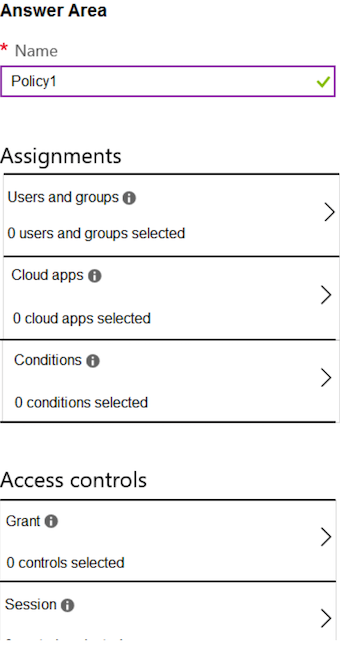 Answer Area
* Name
Policy1
Assignments
Users and groups
0 users and groups selected
Cloud apps
0 cloud apps selected
Conditions
0 conditions selected
Access controls
Grant
0 controls selected
Session